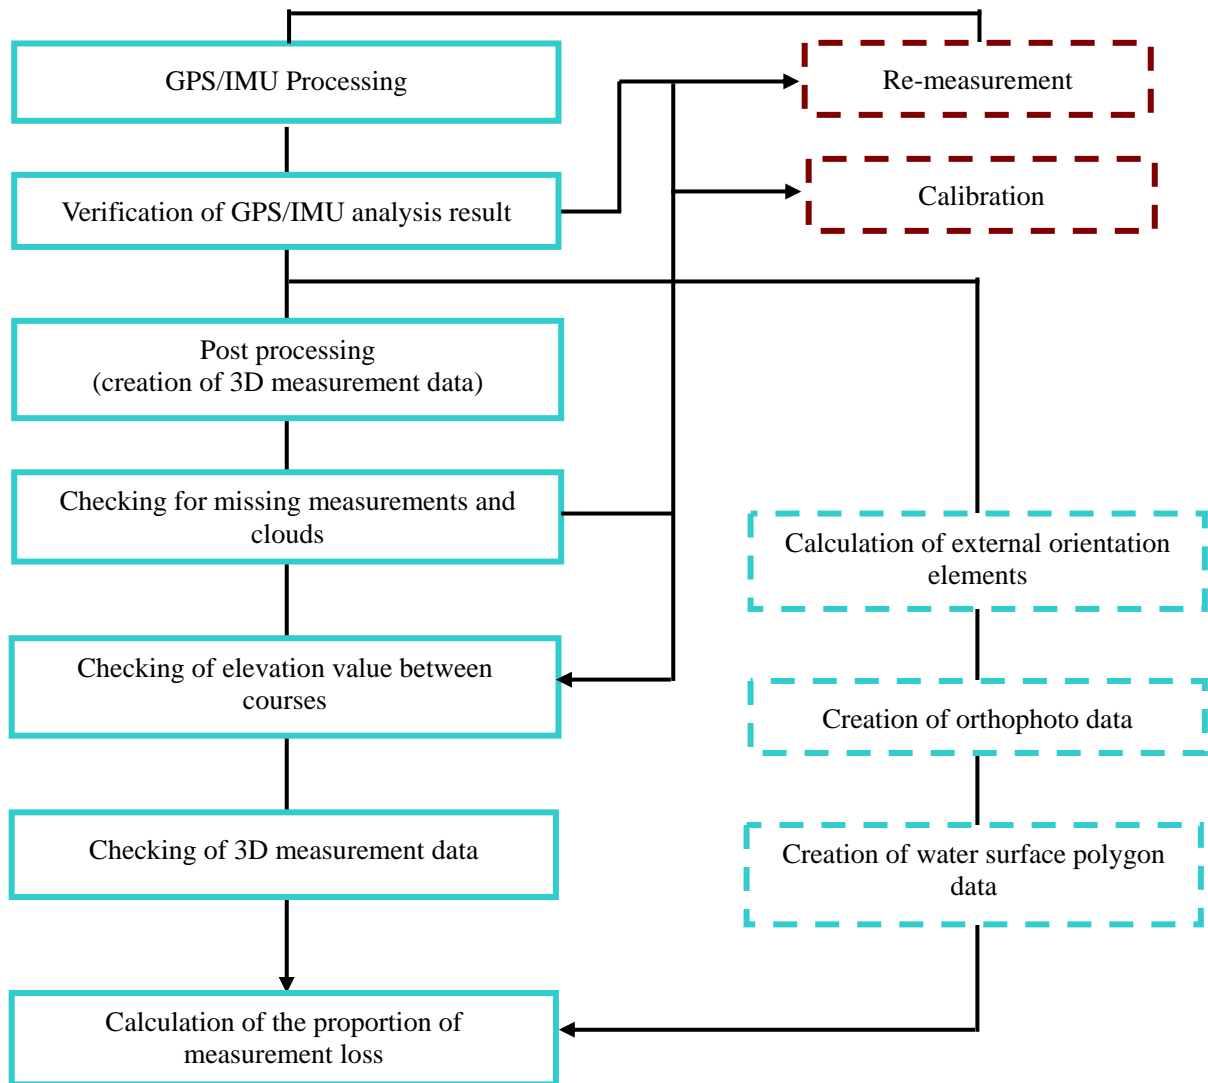 GPS/IMU Processing
Re-measurement
Verification of GPS/IMU analysis result
Calibration
Post processing
(creation of 3D measurement data)
Checking for missing measurements and
clouds
Calculation of external orientation
elements
Checking of elevation value between
courses
Creation of orthophoto data
Checking of 3D measurement data
Creation of water surface polygon
data
Calculation of the proportion of
measurement loss